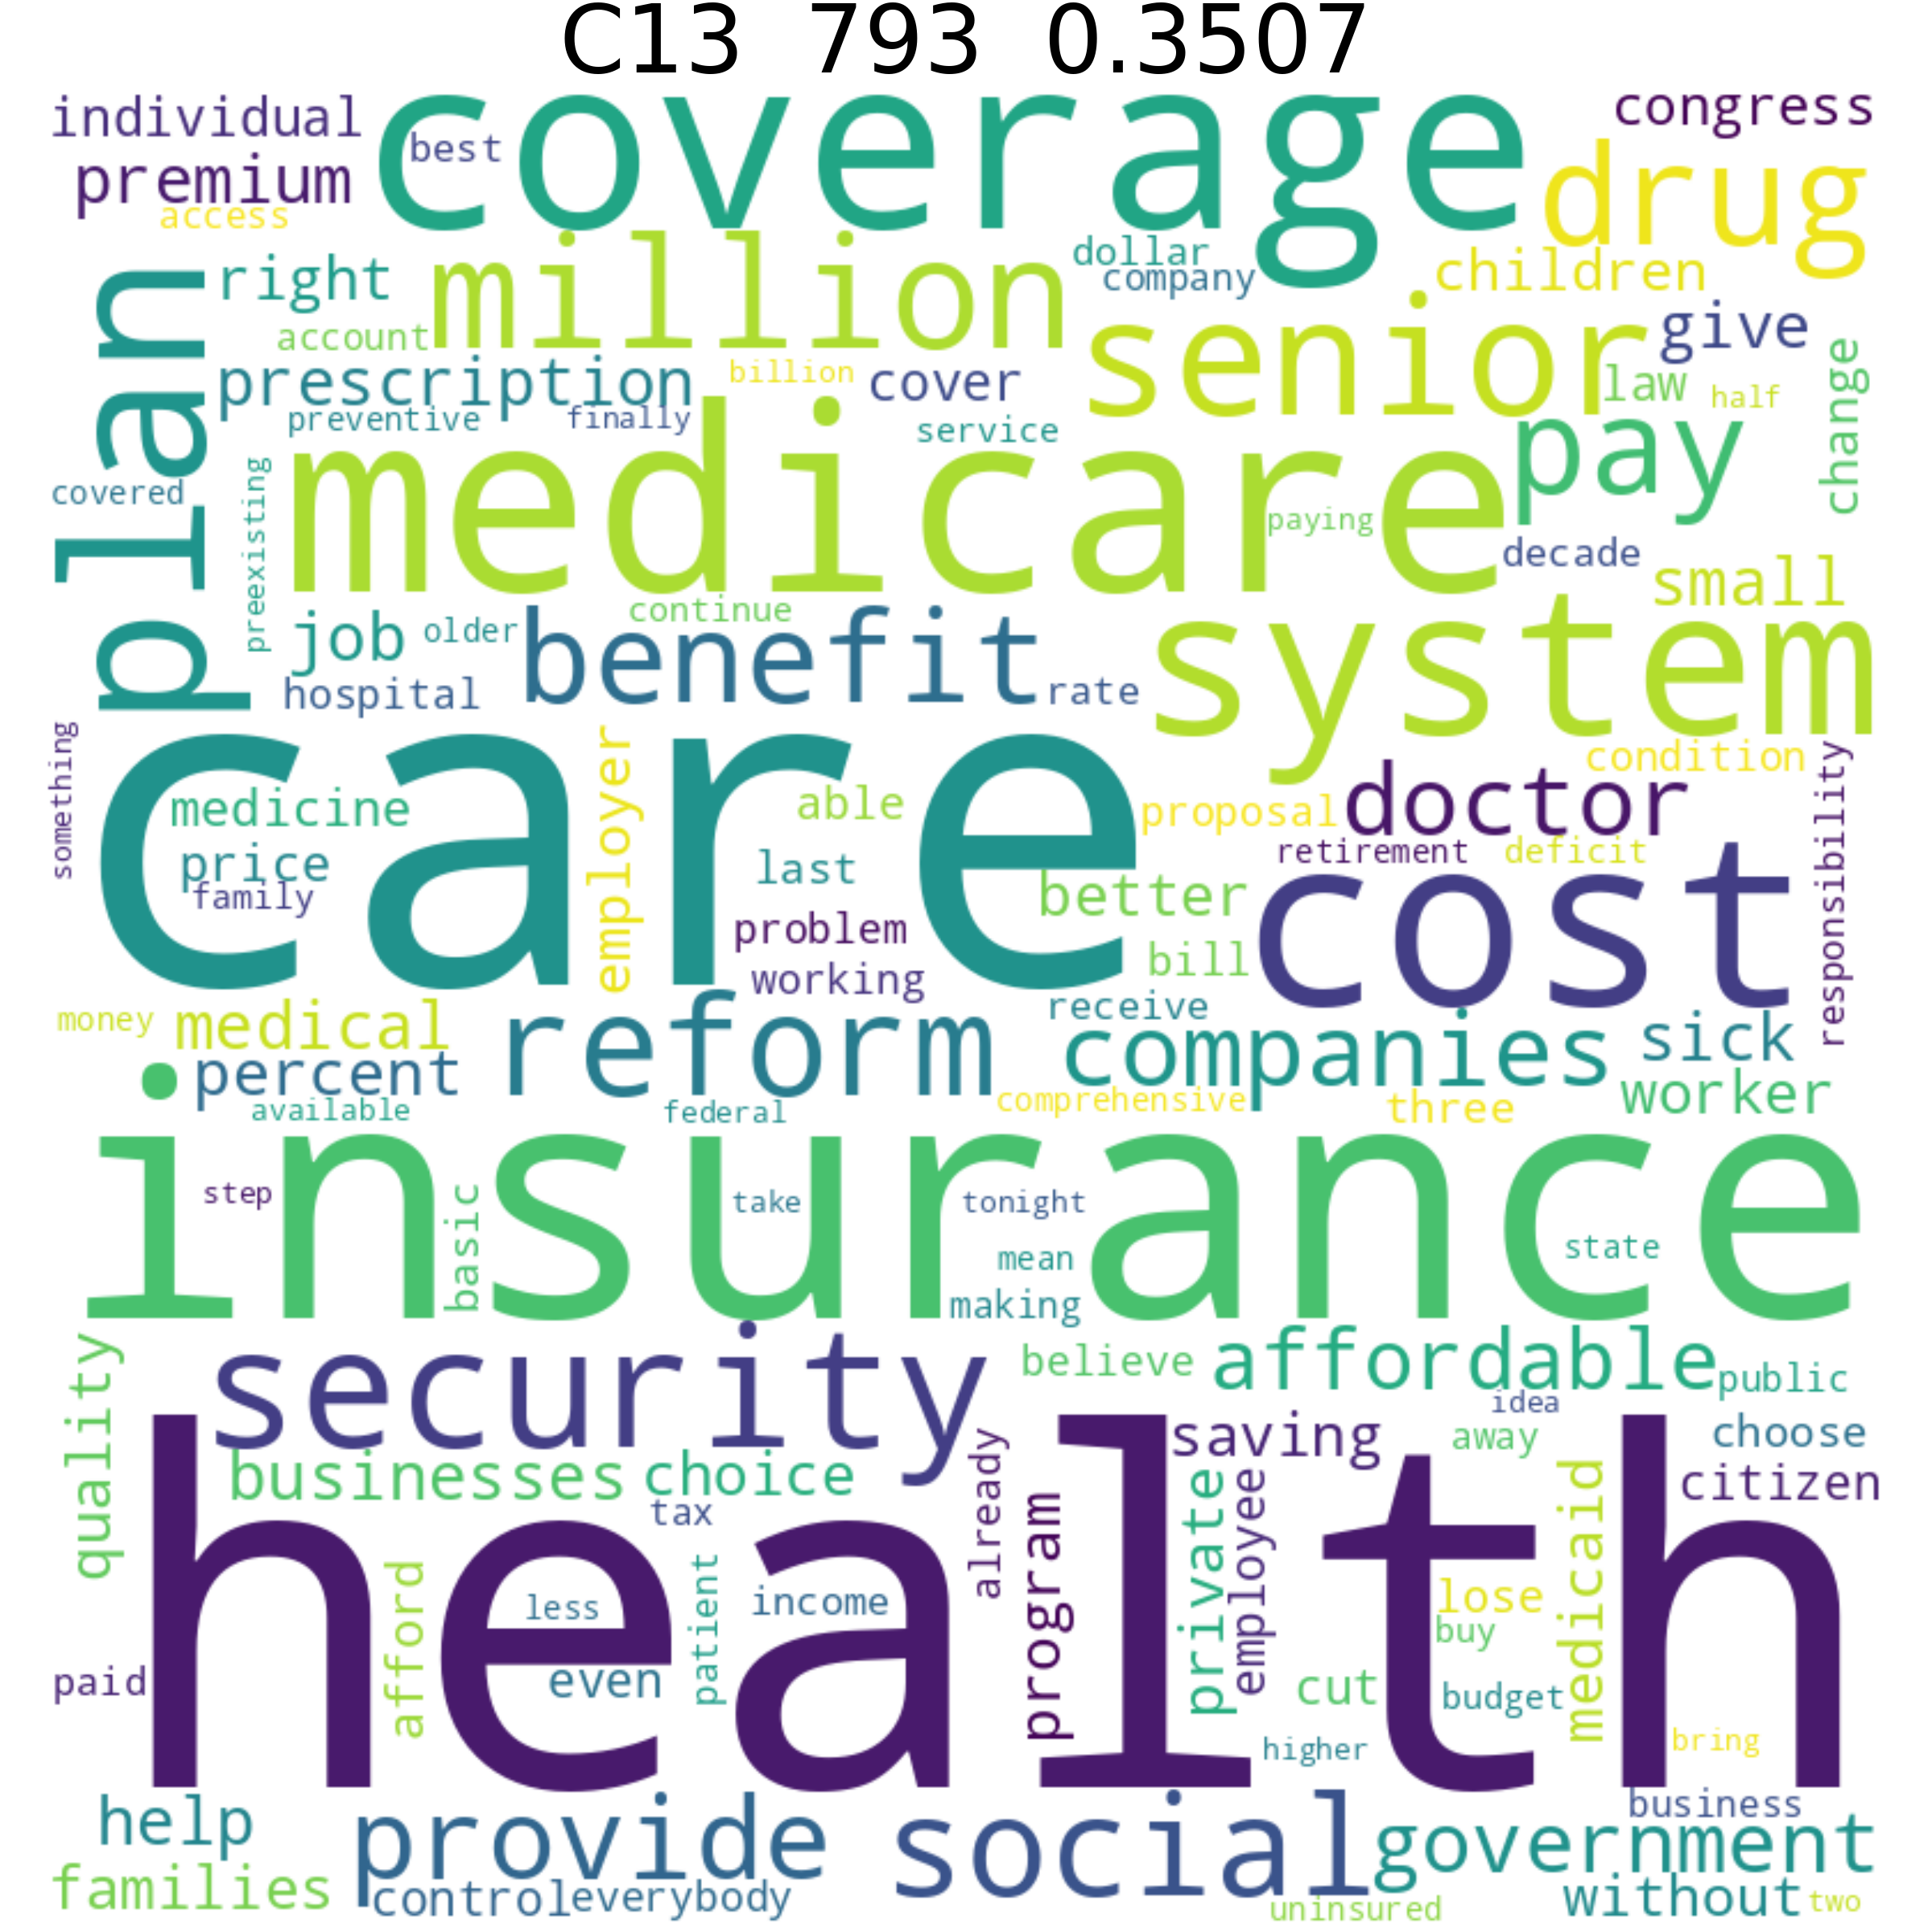 C13 793 0.3507
individual
best
coverage
congress
premium
access
drug
plan
right
million
dollar
company
children
account
senior
give
change
prescription
billion
cover
law
half
preventive
finally
service
pay
covered
preexisting
medicare
paying
decade
small
job
older
continue
benefit
system
hospital
rate
something
care
employer
condition
responsibility
medicine
able
proposal
doctor
price
last
retirement
deficit
family
better
cost
problem
working
bill
money
medical
reform
receive
companies
sick
percent
available
federal
comprehensive
three
worker
insurance
step
basic
take
tonight
mean
state
making
quality
security
believe
affordable
public
idea
health
businesses
choice
already
saving
away
choose
citizen
tax
program
private
employee
medicaid
afford
less
patient
income
lose
buy
paid
even
cut
budget
higher
bring
help
provide
social
business
government
families
control
everybody
uninsured
without
two